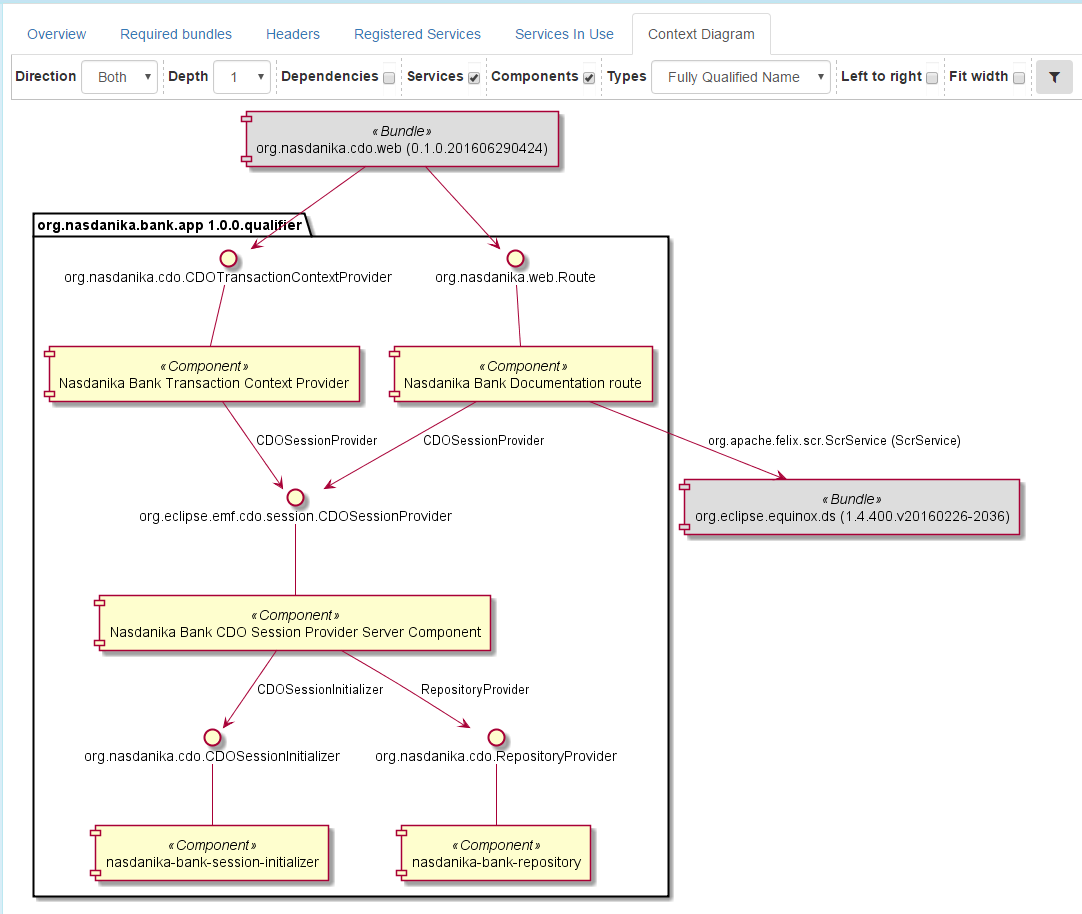 Overview Required bundles Headers Registered Services Services In Use Context Diagram
Direction Both Depth 1 Dependencies Services Components Types Fully Qualified Name Left to right Fit width
«Bundle»
org.nasdanika.cdo.web (0.1.0.201606290424)
org.nasdanika.bank.app 1.0.0.qualifier
org.nasdanika.cdo.CDOTransactionContextProvider
org.nasdanika.web.Route
«Component»
Nasdanika Bank Transaction Context Provider
«Component»
Nasdanika Bank Documentation route
CDOSessionProvider
CDOSessionProvider
org.apache.felix.scr.ScrService (ScrService)
«Bundle»
org.eclipse.equinox.ds (1.4.400.v20160226-2036)
org.eclipse.emf.cdo.session.CDOSessionProvider
«Component»
Nasdanika Bank CDO Session Provider Server Component
CDOSessionInitializer
RepositoryProvider
org.nasdanika.cdo.CDOSessionInitializer
org.nasdanika.cdo.RepositoryProvider
«Component»
nasdanika-bank-session-initializer
«Component»
nasdanika-bank-repository